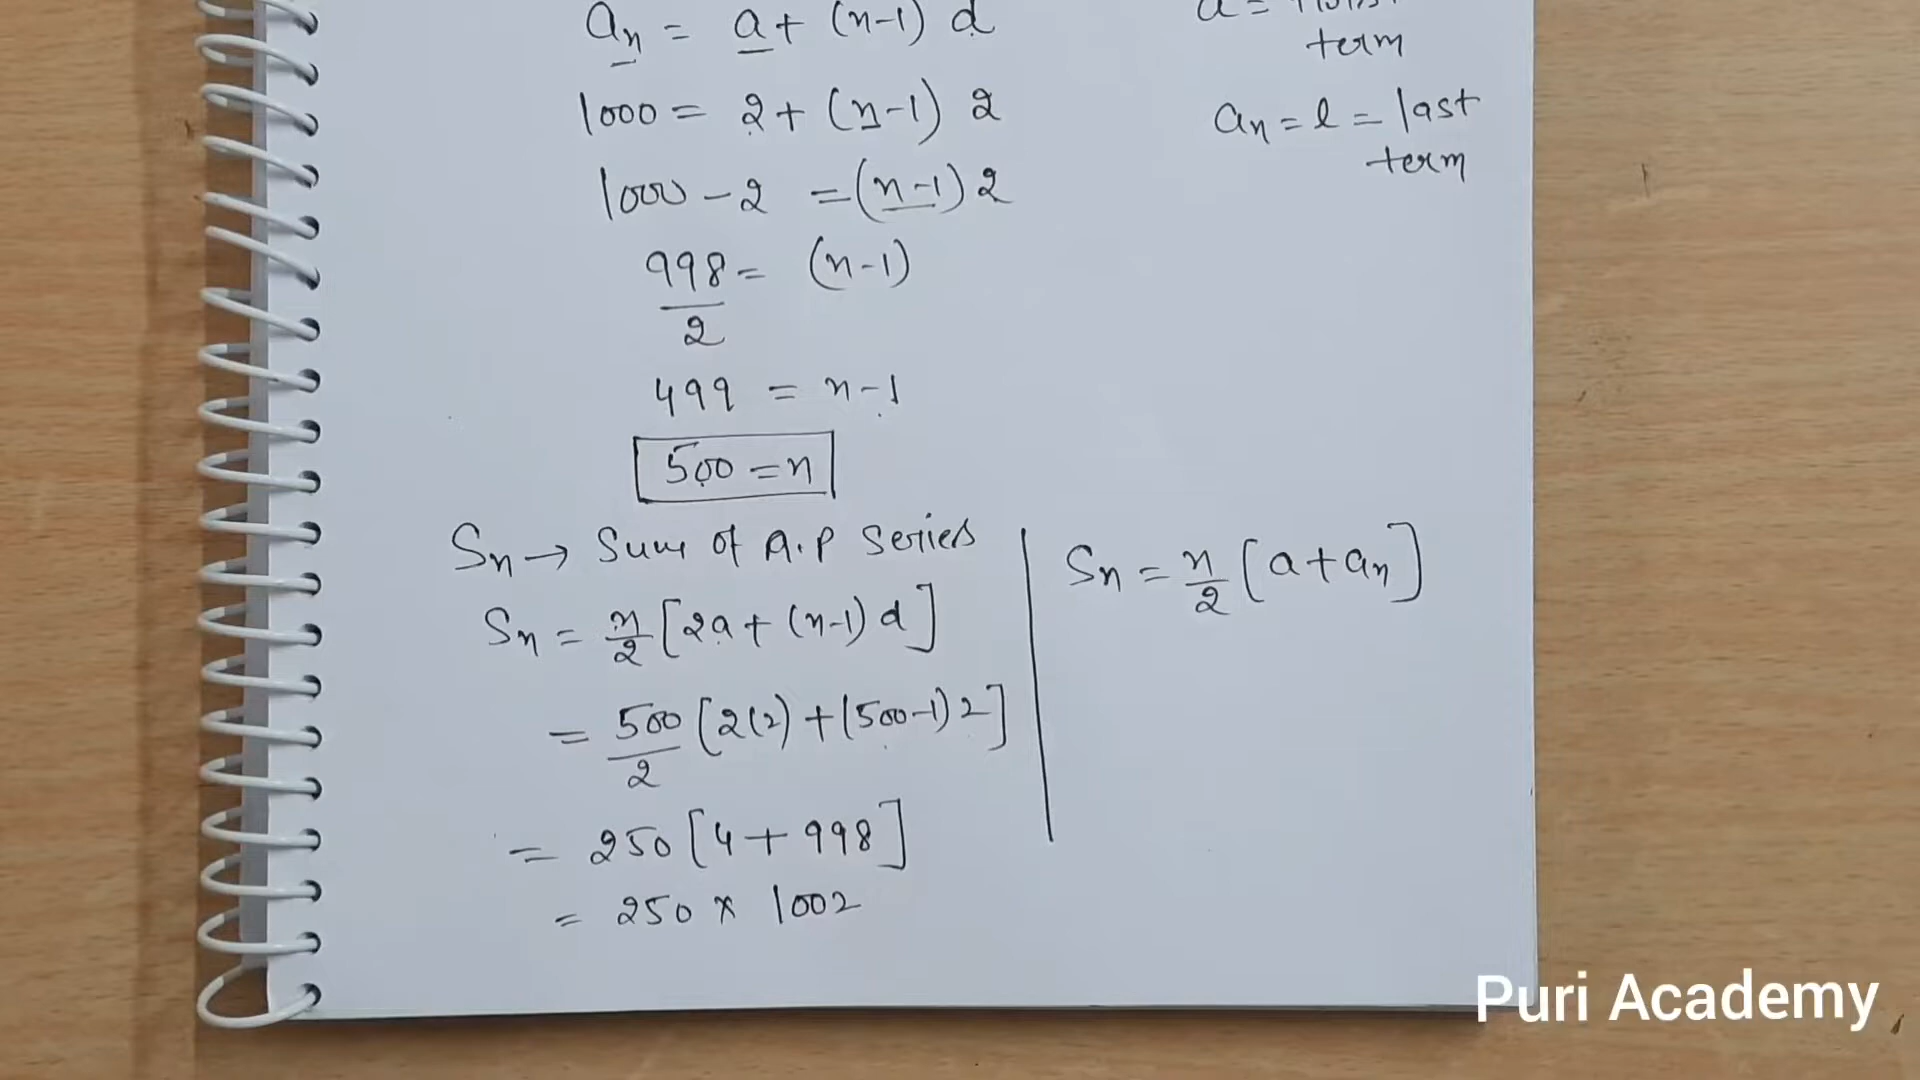 an = a + (n-1) d
term
1000 = 2 + (n-1) 2
an = l = last
term
1000 - 2 = (n-1) 2
998/2 = (n-1)
499 = n-1
500 = n
Sn → Sum of A.P Series
Sn = n/2 [2a + (n-1) d]
= 500/2 [2(2) + (500-1) 2]
= 250 [4 + 998]
= 250 × 1002
Sn = n/2 [a + an]
Puri Academy